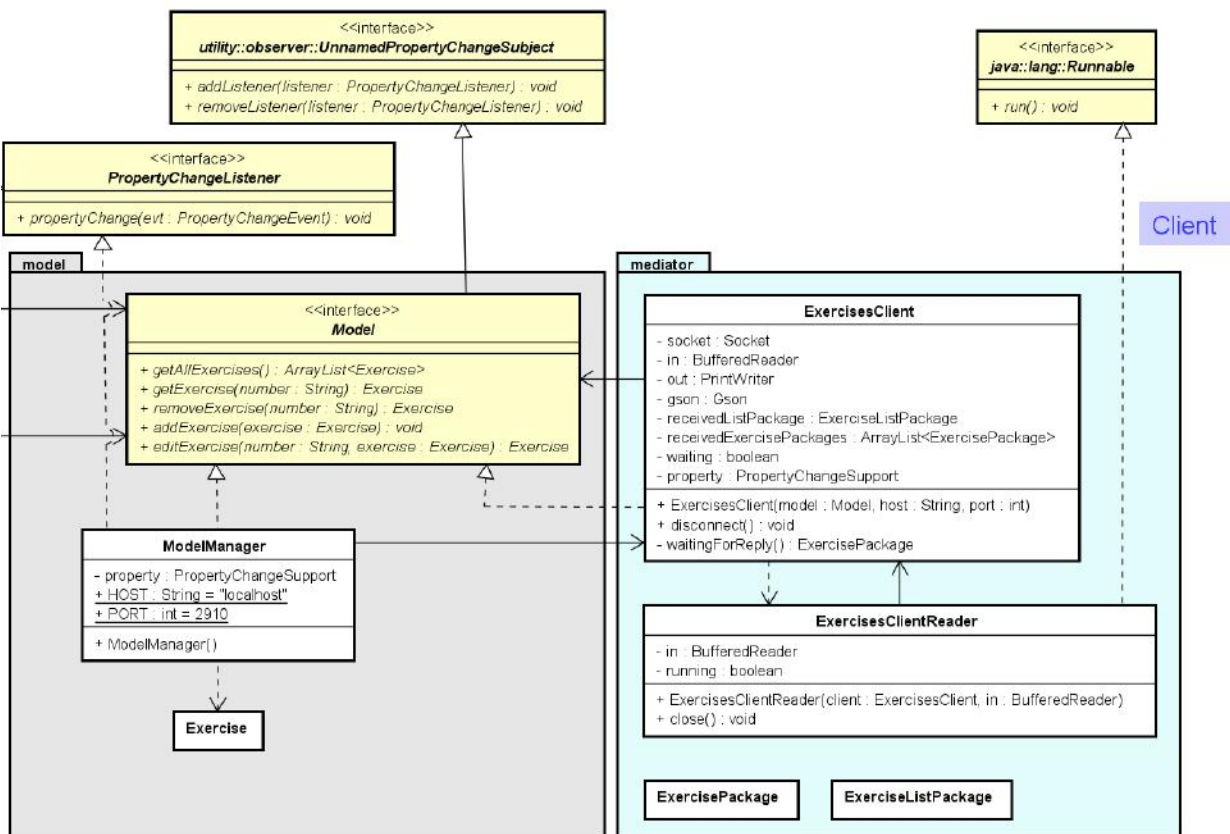 <<interface>>
utility::observer::UnnamedPropertyChangeSubject
+ addListener(listener : PropertyChangeListener) : void
+ removeListener(listener : PropertyChangeListener) : void
<<interface>>
java::lang::Runnable
+ run() : void
<<interface>>
PropertyChangeListener
+ propertyChange(evt : PropertyChangeEvent) : void
Client
model
<<interface>>
Model
+ getAllExercises() : ArrayList<Exercise>
+ getExercise(number : String) : Exercise
+ removeExercise(number : String) : Exercise
+ addExercise(exercise : Exercise) : void
+ editExercise(number : String, exercise : Exercise) : Exercise
ModelManager
- property : PropertyChangeSupport
+ HOST : String = "localhost"
+ PORT : int = 2910
+ ModelManager()
Exercise
mediator
ExercisesClient
- socket : Socket
- in : BufferedReader
- out : PrintWriter
- gson : Gson
- receivedListPackage : ExerciseListPackage
- receivedExercisePackages : ArrayList<ExercisePackage>
- waiting : boolean
- property : PropertyChangeSupport
+ ExercisesClient(model : Model, host : String, port : int)
+ disconnect() : void
- waitingForReply() : ExercisePackage
ExercisesClientReader
- in : BufferedReader
- running : boolean
+ ExercisesClientReader(client : ExercisesClient, in : BufferedReader)
+ close() : void
ExercisePackage
ExerciseListPackage